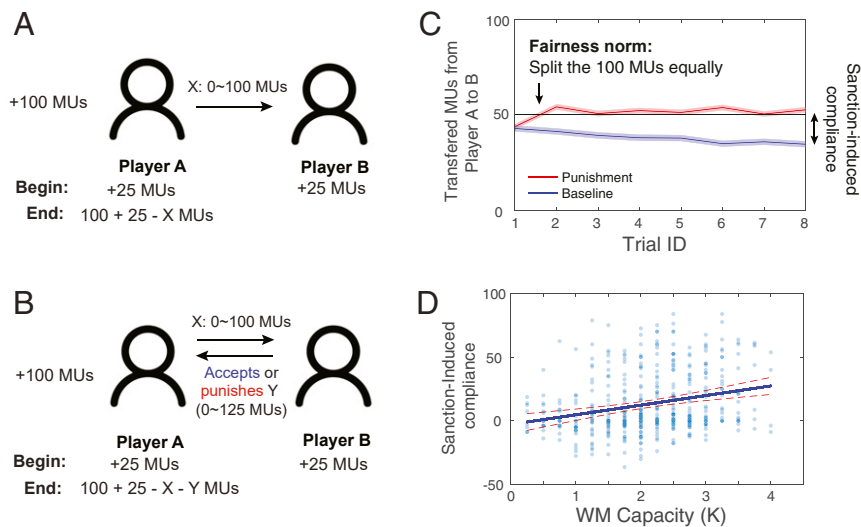 A
+100 MUs
X: 0~100 MUs
Player A
Player B
Begin:
+25 MUs
+25 MUs
End:
100 + 25 - X MUs
B
+100 MUs
X: 0~100 MUs
Accepts or
punishes Y
(0~125 MUs)
Player A
Player B
Begin:
+25 MUs
+25 MUs
End:
100 + 25 - X - Y MUs
C
Fairness norm:
Split the 100 MUs equally
Transfered MUs from
Player A to B
100
50
0
Punishment
Baseline
1 2 3 4 5 6 7 8
Trial ID
Sanction-induced
compliance
D
Sanction-Induced
compliance
100
50
0
-50
0 1 2 3 4
WM Capacity (K)